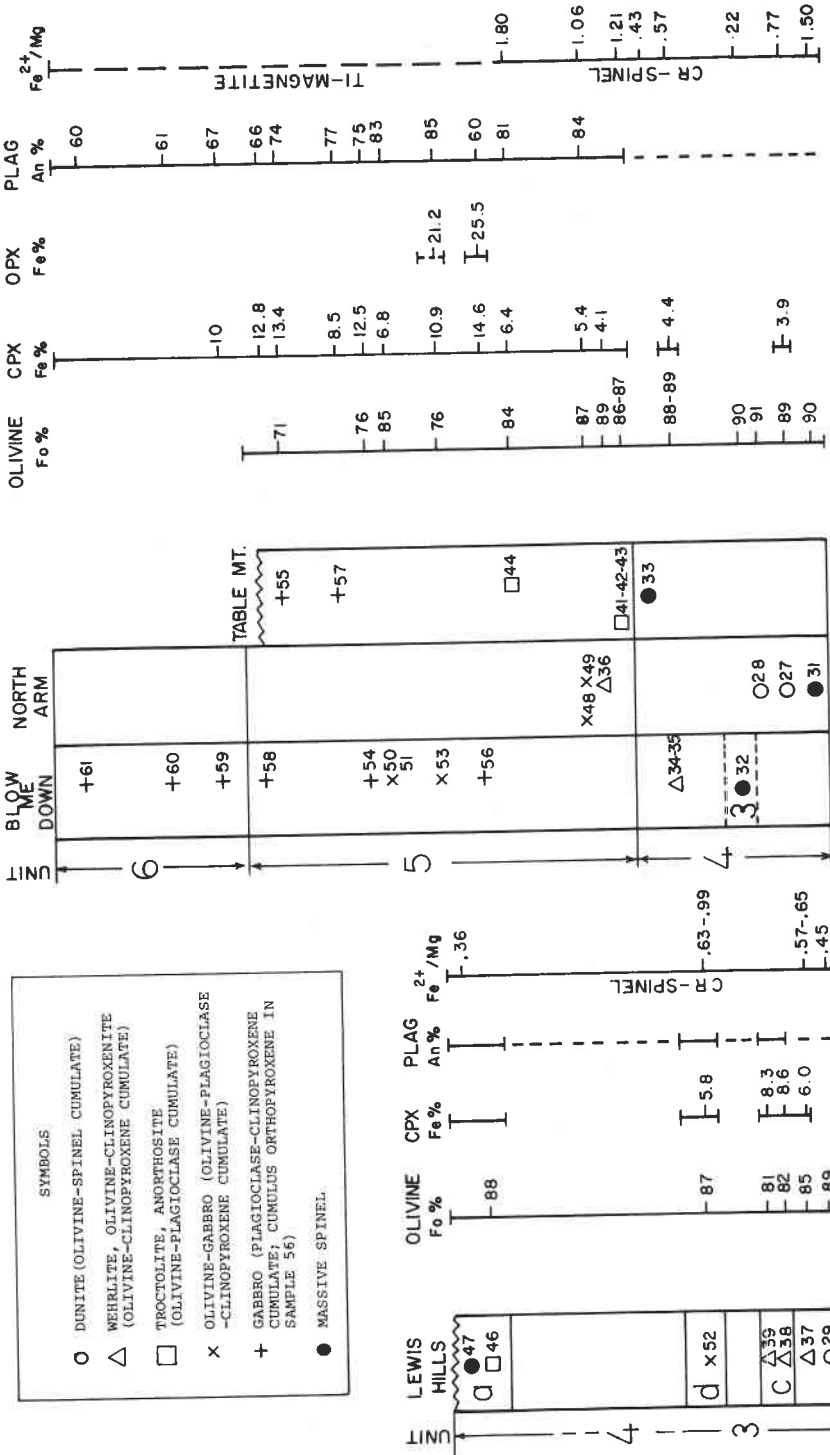 SYMBOLS
DUNITE (OLIVINE-SPINEL CUMULATE)
WEHRLITE, OLIVINE-CLINOPYROXENITE
(OLIVINE-CLINOPYROXENE CUMULATE)
TROCTOLITE, ANORTHOSITE
(OLIVINE-PLAGIOCLASE CUMULATE)
OLIVINE-GABBRO (OLIVINE-PLAGIOCLASE
-CLINOPYROXENE CUMULATE)
GABBRO (PLAGIOCLASE-CLINOPYROXENE
CUMULATE; CUMULUS ORTHOPYROXENE IN
SAMPLE 56)
MASSIVE SPINEL
UNIT
6
5
4
BLOW
ME
DOWN
+61
+60
+59
+58
+54
×50
51
×53
+56
△34-35
3
●32
NORTH
ARM
×48 ×49
△36
○28
○27
●31
TABLE MT.
+55
+57
□44
□41-42-43
●33
OLIVINE
Fo %
71
76
85
76
84
87
89
86-87
88-89
90
91
89
90
CPX
Fe %
10
12.8
13.4
8.5
12.5
6.8
10.9
14.6
6.4
5.4
4.1
4.4
3.9
OPX
Fe %
21.2
25.5
PLAG
An %
60
61
67
66
74
77
75
83
85
60
81
84
Fe2+/Mg
TI-MAGNETITE
CR-SPINEL
1.80
1.06
1.21
.43
.57
.22
.77
1.50
UNIT
4
3
LEWIS
HILLS
a
●47
□46
d
×52
c
△39
△38
△37
○29
OLIVINE
Fo %
88
87
81
82
85
89
CPX
Fe %
5.8
8.3
8.6
6.0
PLAG
An %
Fe2+/Mg
CR-SPINEL
.36
.63-.99
.57-.65
.45